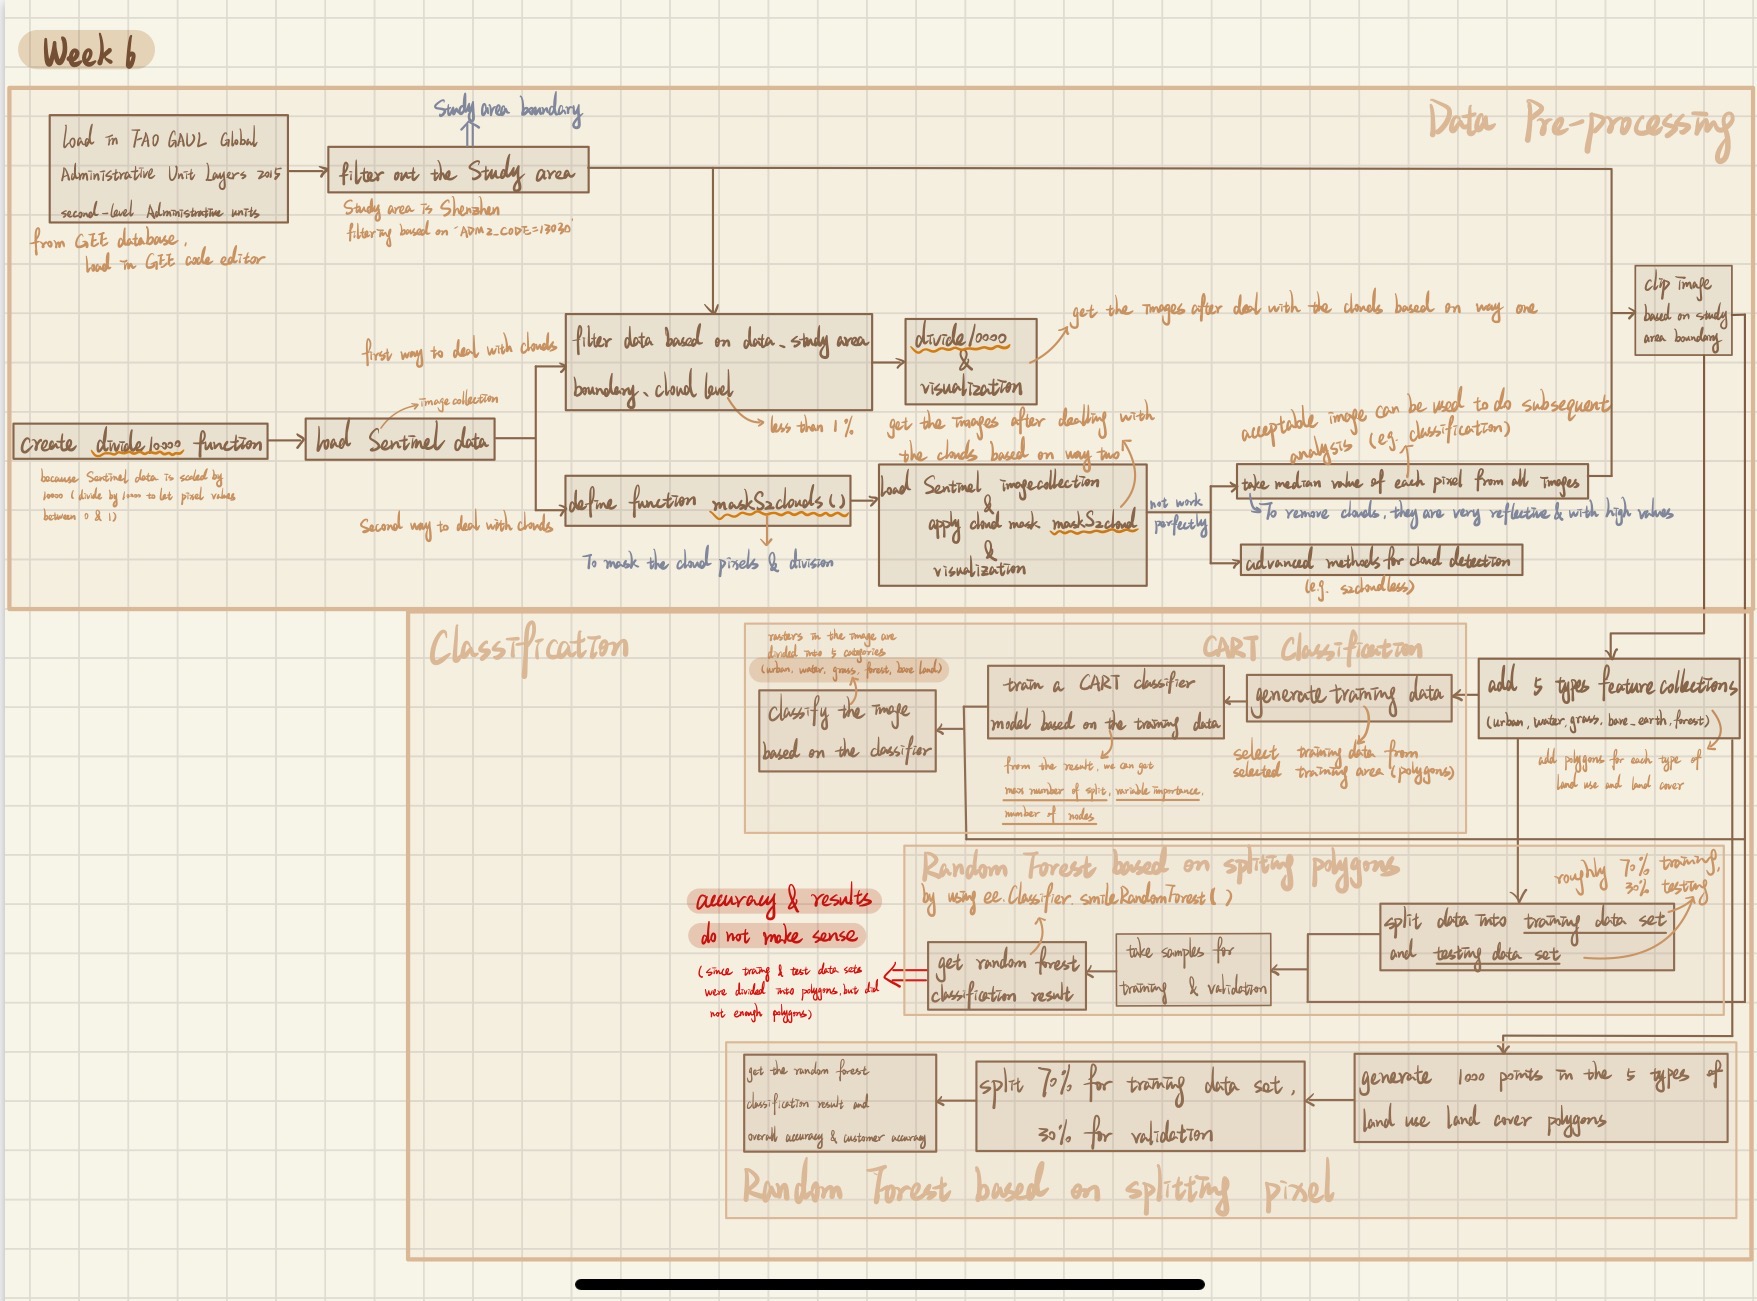 Week 6
Data Pre-processing
Study area boundary
Load in FAO GAUL Global
Administrative Unit Layers 2015
second-level Administrative units
from GEE database,
load in GEE code editor
filter out the Study area
Study area is Shenzhen
filtering based on "ADM2_CODE=13030"
clip image
based on study
area boundary
first way to deal with clouds
filter data based on data、study area
boundary、cloud level
less than 1%
divide10000
&
visualization
get the images after deal with the clouds based on way one
create divide10000 function
because Sentinel data is scaled by
10000 (divide by 10000 to let pixel values
between 0 & 1)
load Sentinel data
image collection
Second way to deal with clouds
define function maskS2clouds()
To mask the cloud pixels & division
get the images after dealing with
the clouds based on way two
load Sentinel imagecollection
&
apply cloud mask maskS2cloud
&
visualization
not work
perfectly
acceptable image can be used to do subsequent
analysis (e.g. classification)
take median value of each pixel from all images
To remove clouds, they are very reflective & with high values
advanced methods for cloud detection
(e.g. s2cloudless)
Classification
CART Classification
rasters in the image are
divided into 5 categories
(urban, water, grass, forest, bare land)
classify the image
based on the classifier
train a CART classifier
model based on the training data
from the result, we can get
max number of split, variable importance,
number of nodes
generate training data
select training data from
selected training area (polygons)
add 5 types feature collections
(urban, water, grass, bare_earth, forest)
add polygons for each type of
land use and land cover
Random Forest based on spliting polygons
by using ee.Classifier.smileRandomForest()
roughly 70% training,
30% testing
split data into training data set
and testing data set
take samples for
training & validation
get random forest
classification result
accuracy & results
do not make sense
(since traing & test data sets
were divided into polygons, but did
not enough polygons)
generate 1000 points in the 5 types of
land use land cover polygons
split 70% for training data set,
30% for validation
get the random forest
classification result and
overall accuracy & customer accuracy
Random Forest based on splitting pixel